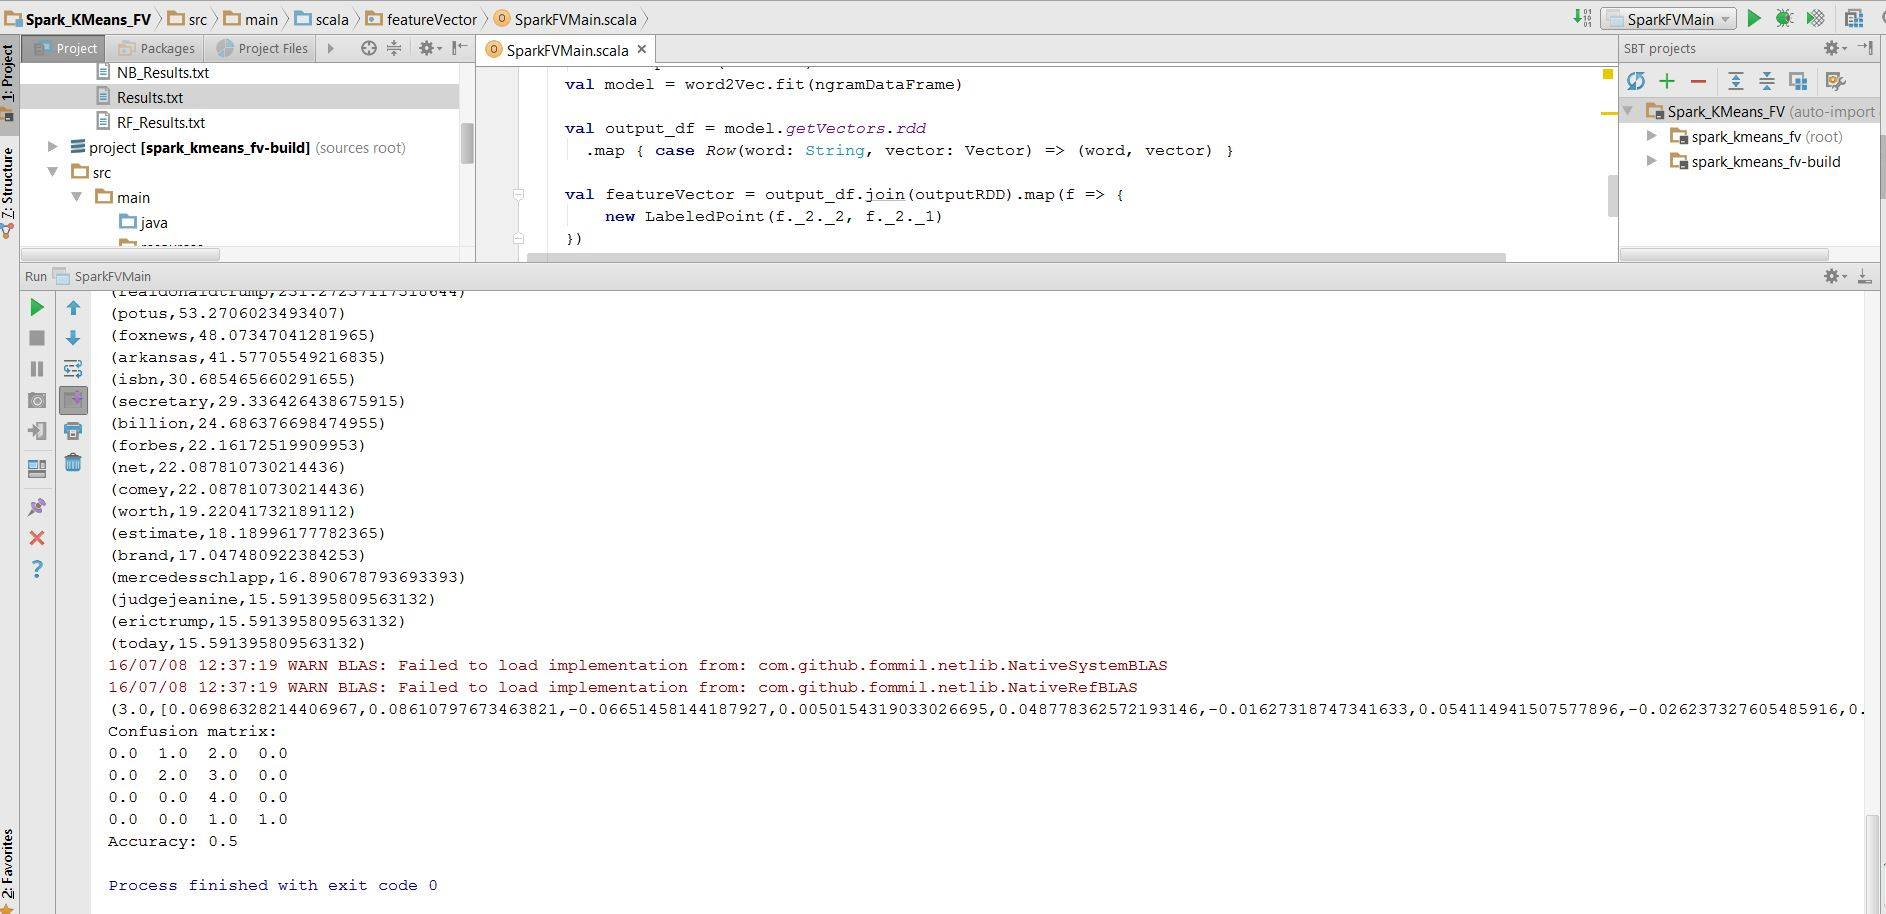 Spark_KMeans_FV src main scala featureVector SparkFVMain.scala SparkFVMain
1: Project
7: Structure
2: Favorites
Project Packages Project Files
NB_Results.txt
Results.txt
RF_Results.txt
project [spark_kmeans_fv-build] (sources root)
src
main
java
SparkFVMain.scala
val model = word2Vec.fit(ngramDataFrame)
val output_df = model.getVectors.rdd
.map { case Row(word: String, vector: Vector) => (word, vector) }
val featureVector = output_df.join(outputRDD).map(f => {
new LabeledPoint(f._2._2, f._2._1)
})
SBT projects
Spark_KMeans_FV (auto-import
spark_kmeans_fv (root)
spark_kmeans_fv-build
Run SparkFVMain
(realdonaldtrump,231.27237117318644)
(potus,53.2706023493407)
(foxnews,48.07347041281965)
(arkansas,41.57705549216835)
(isbn,30.685465660291655)
(secretary,29.336426438675915)
(billion,24.686376698474955)
(forbes,22.16172519909953)
(net,22.087810730214436)
(comey,22.087810730214436)
(worth,19.22041732189112)
(estimate,18.18996177782365)
(brand,17.047480922384253)
(mercedesschlapp,16.890678793693393)
(judgejeanine,15.591395809563132)
(erictrump,15.591395809563132)
(today,15.591395809563132)
16/07/08 12:37:19 WARN BLAS: Failed to load implementation from: com.github.fommil.netlib.NativeSystemBLAS
16/07/08 12:37:19 WARN BLAS: Failed to load implementation from: com.github.fommil.netlib.NativeRefBLAS
(3.0,[0.06986328214406967,0.08610797673463821,-0.06651458144187927,0.0050154319033026695,0.048778362572193146,-0.01627318747341633,0.054114941507577896,-0.026237327605485916,0.
Confusion matrix:
0.0 1.0 2.0 0.0
0.0 2.0 3.0 0.0
0.0 0.0 4.0 0.0
0.0 0.0 1.0 1.0
Accuracy: 0.5
Process finished with exit code 0